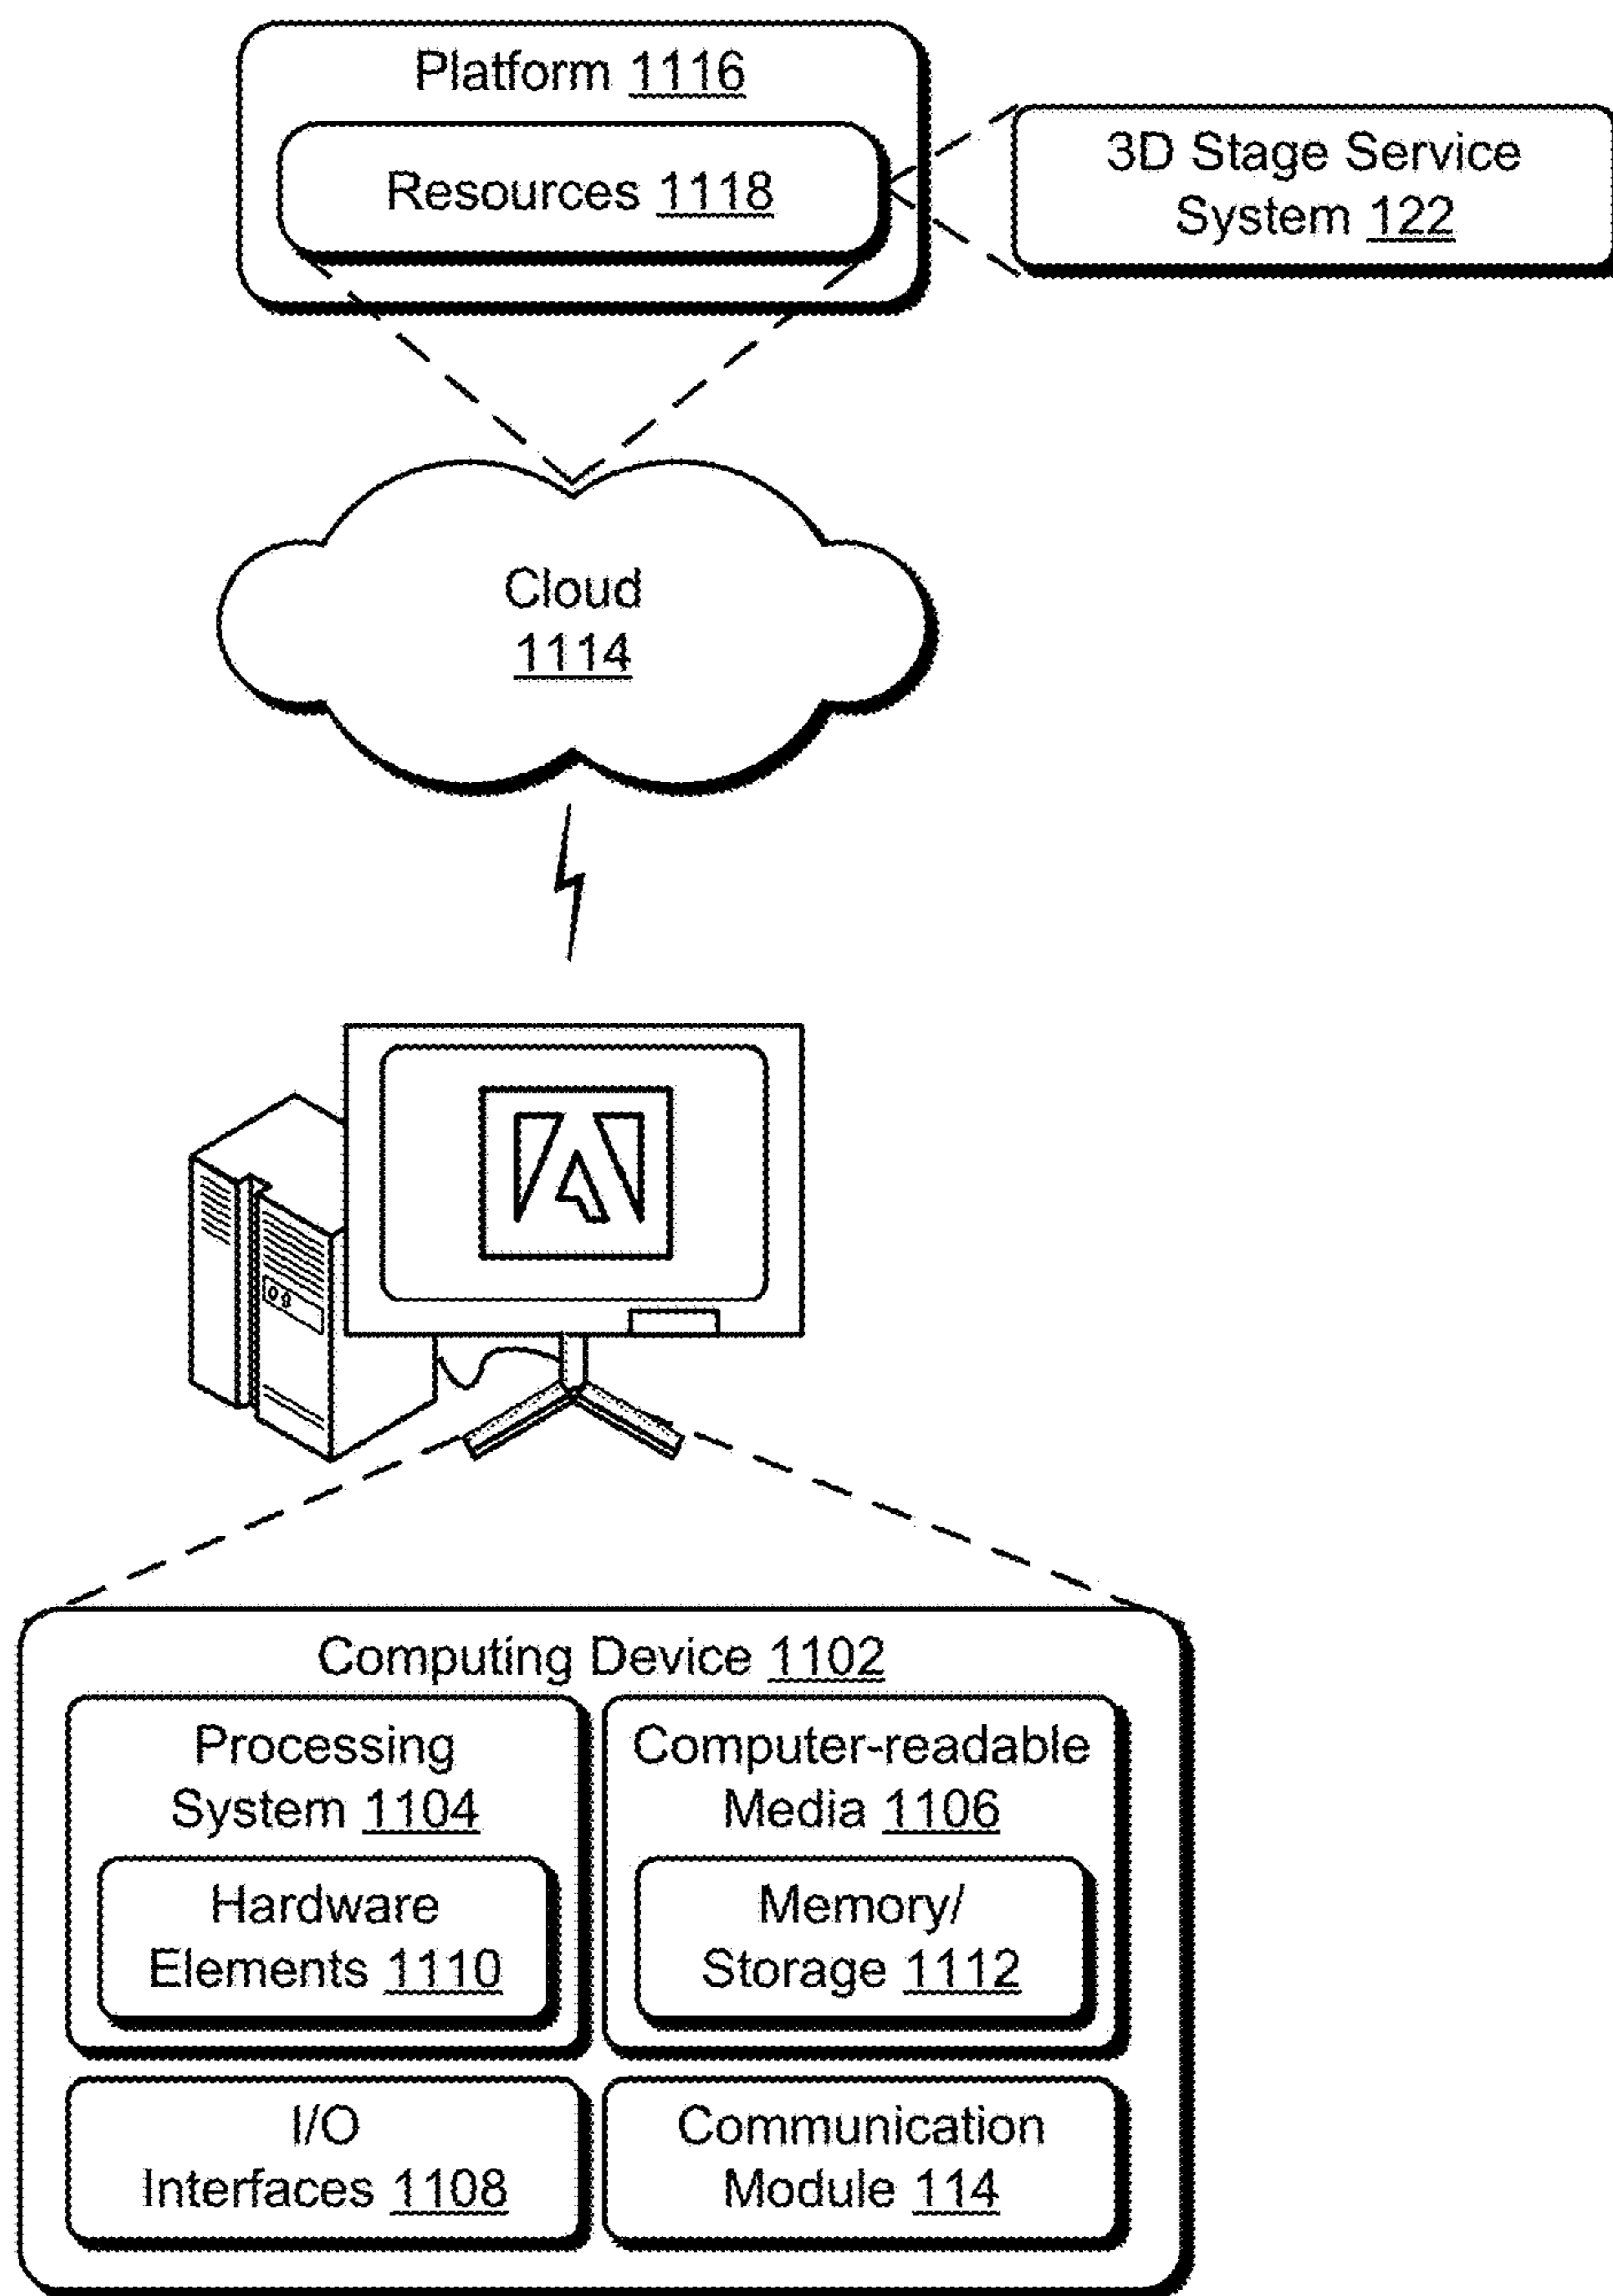 Platform 1116
Resources 1118
3D Stage Service
System 122
Cloud
1114
Computing Device 1102
Processing
System 1104
Hardware
Elements 1110
Computer-readable
Media 1106
Memory/
Storage 1112
I/O
Interfaces 1108
Communication
Module 114